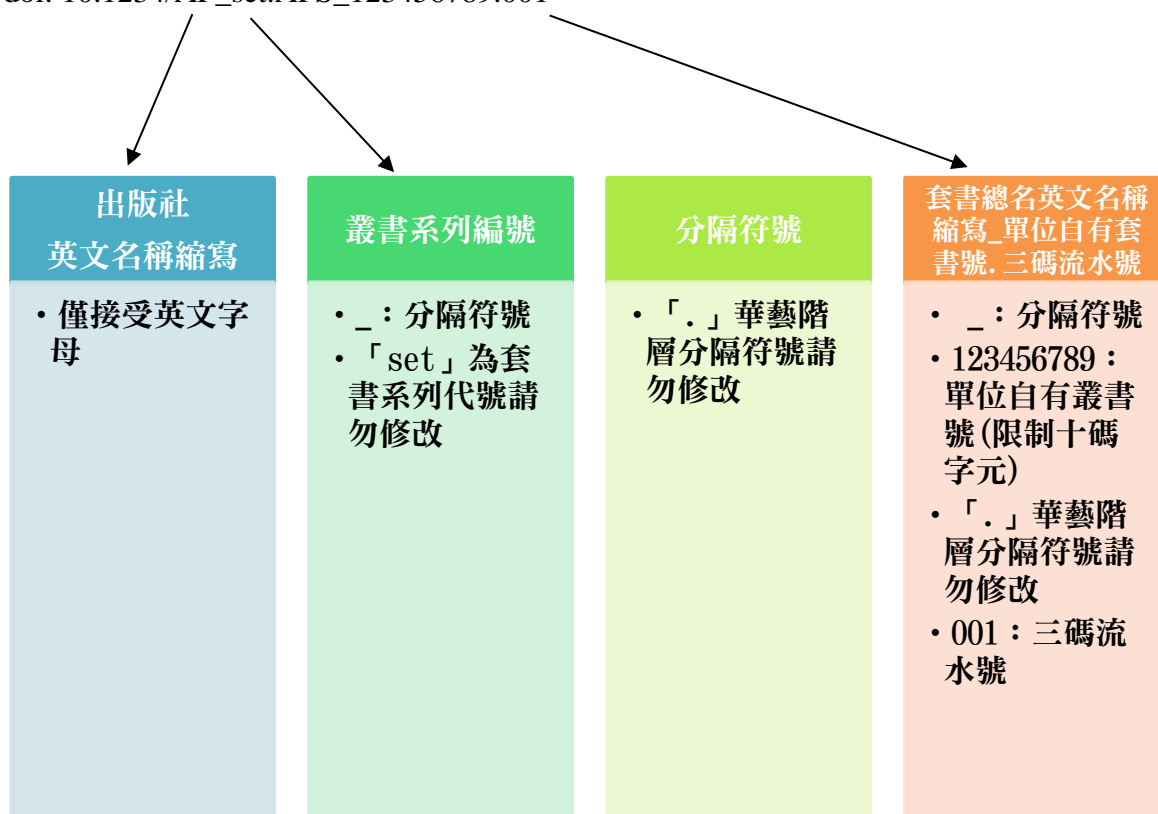 出版社
英文名稱縮寫
・僅接受英文字
母
叢書系列編號
・_：分隔符號
・「set」為套
書系列代號請
勿修改
分隔符號
・「.」華藝階
層分隔符號請
勿修改
套書總名英文名稱
縮寫_單位自有套
書號.三碼流水號
・_：分隔符號
・123456789：
單位自有叢書
號(限制十碼
字元)
・「.」華藝階
層分隔符號請
勿修改
・001：三碼流
水號